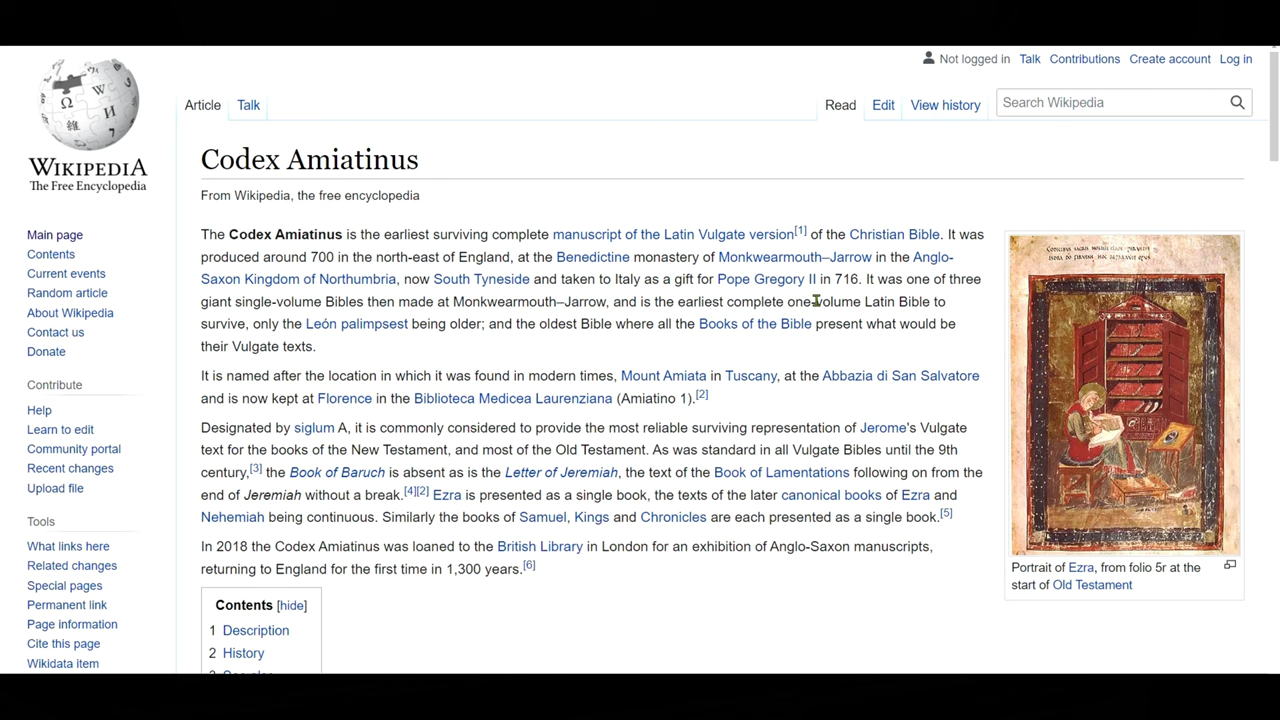 Not logged in Talk Contributions Create account Log in
Article Talk Read Edit View history Search Wikipedia
WIKIPEDIA
The Free Encyclopedia
Main page
Contents
Current events
Random article
About Wikipedia
Contact us
Donate
Contribute
Help
Learn to edit
Community portal
Recent changes
Upload file
Tools
What links here
Related changes
Special pages
Permanent link
Page information
Cite this page
Wikidata item
Codex Amiatinus
From Wikipedia, the free encyclopedia
The Codex Amiatinus is the earliest surviving complete manuscript of the Latin Vulgate version[1] of the Christian Bible. It was
produced around 700 in the north-east of England, at the Benedictine monastery of Monkwearmouth–Jarrow in the Anglo-
Saxon Kingdom of Northumbria, now South Tyneside and taken to Italy as a gift for Pope Gregory II in 716. It was one of three
giant single-volume Bibles then made at Monkwearmouth–Jarrow, and is the earliest complete one-volume Latin Bible to
survive, only the León palimpsest being older; and the oldest Bible where all the Books of the Bible present what would be
their Vulgate texts.
It is named after the location in which it was found in modern times, Mount Amiata in Tuscany, at the Abbazia di San Salvatore
and is now kept at Florence in the Biblioteca Medicea Laurenziana (Amiatino 1).[2]
Designated by siglum A, it is commonly considered to provide the most reliable surviving representation of Jerome's Vulgate
text for the books of the New Testament, and most of the Old Testament. As was standard in all Vulgate Bibles until the 9th
century,[3] the Book of Baruch is absent as is the Letter of Jeremiah, the text of the Book of Lamentations following on from the
end of Jeremiah without a break.[4][2] Ezra is presented as a single book, the texts of the later canonical books of Ezra and
Nehemiah being continuous. Similarly the books of Samuel, Kings and Chronicles are each presented as a single book.[5]
In 2018 the Codex Amiatinus was loaned to the British Library in London for an exhibition of Anglo-Saxon manuscripts,
returning to England for the first time in 1,300 years.[6]
Contents [hide]
1 Description
2 History
Portrait of Ezra, from folio 5r at the
start of Old Testament